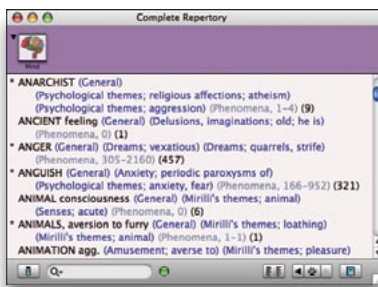 Complete Repertory
Mind
* ANARCHIST (General)
(Psychological themes; religious affections; atheism)
(Psychological themes; aggression) (Phenomena, 1-4) (9)
ANCIENT feeling (General) (Delusions, imaginations; old; he is)
(Phenomena, 0) (1)
* ANGER (General) (Dreams; vexatious) (Dreams; quarrels, strife)
(Phenomena, 305-2160) (457)
* ANGUISH (General) (Anxiety; periodic paroxysms of)
(Psychological themes; anxiety, fear) (Phenomena, 166-952) (321)
ANIMAL consciousness (General) (Mirilli's themes; animal)
(Senses; acute) (Phenomena, 0) (6)
* ANIMALS, aversion to furry (General) (Mirilli's themes; loathing)
(Mirilli's themes; animal) (Phenomena, 1-1) (1)
ANIMATION agg. (Amusement; averse to) (Mirilli's themes; pleasure)